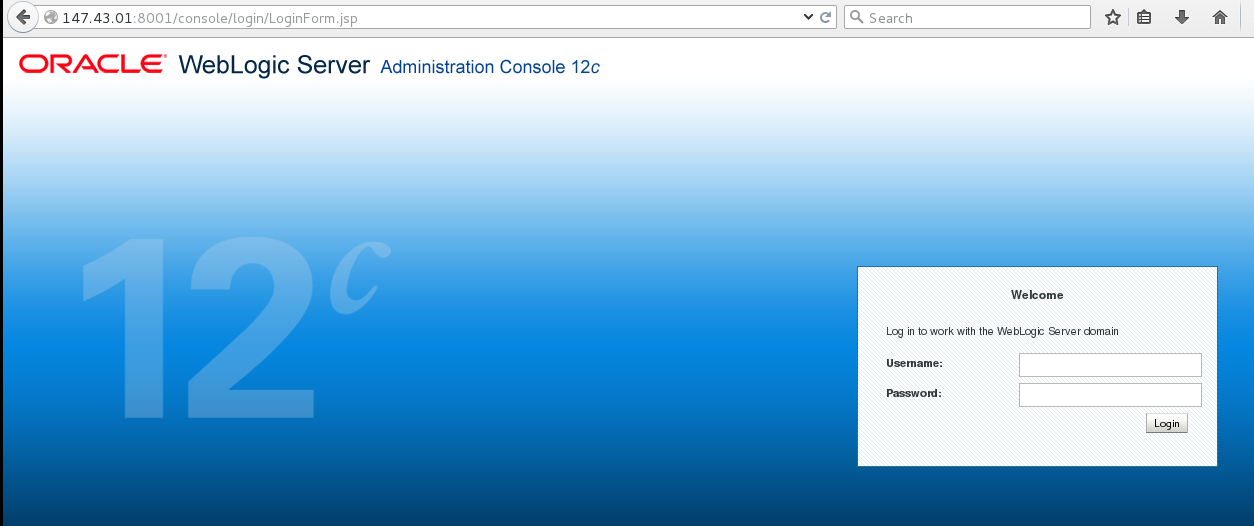 147.43.01:8001/console/login/LoginForm.jsp
Search
ORACLE WebLogic Server Administration Console 12c
12c
Welcome
Log in to work with the WebLogic Server domain
Username:
Password:
Login